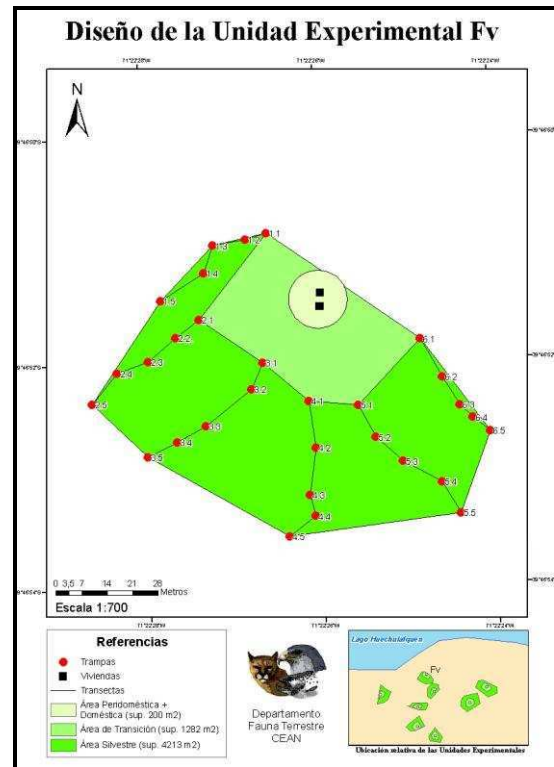 Diseño de la Unidad Experimental Fv
N
1.1
1.2
1.3
1.4
1.5
2.1
2.2
2.3
2.4
2.5
3.1
3.2
3.3
3.4
3.5
4.1
4.2
4.3
4.4
4.5
5.1
5.2
5.3
5.4
5.5
6.1
6.2
6.3
6.4
6.5
0 3,5 7 14 21 28
Metros
Escala 1:700
Referencias
Trampas
Viviendas
Transectas
Área Peridoméstica +
Doméstica (sup. 200 m2)
Área de Transición (sup. 1282 m2)
Área Silvestre (sup. 4213 m2)
Departamento
Fauna Terrestre
CEAN
Lago Huechulafquen
Fv
Ubicación relativa de las Unidades Experimentales